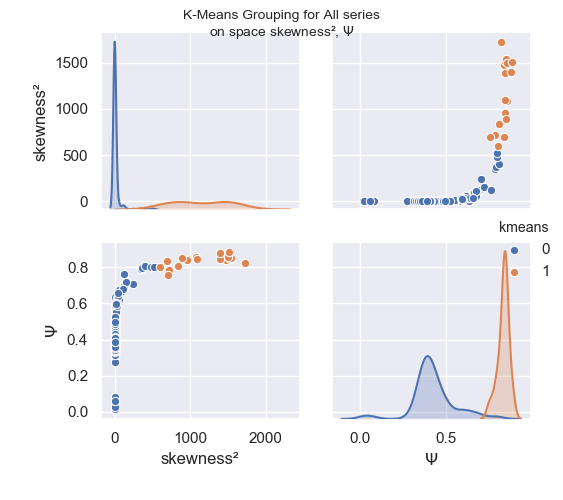 K-Means Grouping for All series
on space skewness², Ψ
skewness²
1500
1000
500
0
kmeans
0
1
Ψ
0.8
0.6
0.4
0.2
0.0
0 1000 2000
skewness²
0.0 0.5
Ψ